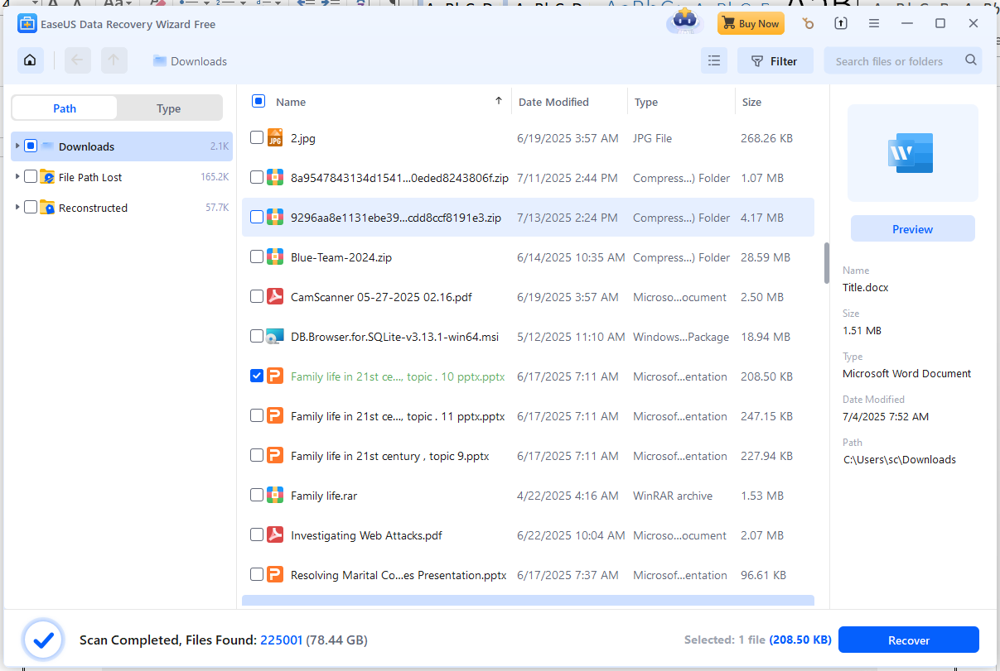 EaseUS Data Recovery Wizard Free
Buy Now
Downloads
Filter
Search files or folders
Path Type
Downloads 2.1K
File Path Lost 165.2K
Reconstructed 57.7K
Name Date Modified Type Size
2.jpg 6/19/2025 3:57 AM JPG File 268.26 KB
8a9547843134d1541...0eded8243806f.zip 7/11/2025 2:44 PM Compress...) Folder 1.07 MB
9296aa8e1131ebe39...cdd8ccf8191e3.zip 7/13/2025 2:24 PM Compress...) Folder 4.17 MB
Blue-Team-2024.zip 6/14/2025 10:35 AM Compress...) Folder 28.59 MB
CamScanner 05-27-2025 02.16.pdf 6/19/2025 3:57 AM Microso...ocument 2.50 MB
DB.Browser.for.SQLite-v3.13.1-win64.msi 5/12/2025 11:10 AM Windows...Package 18.94 MB
Family life in 21st ce..., topic . 10 pptx.pptx 6/17/2025 7:11 AM Microsof...entation 208.50 KB
Family life in 21st ce..., topic . 11 pptx.pptx 6/17/2025 7:11 AM Microsof...entation 247.15 KB
Family life in 21st century , topic 9.pptx 6/17/2025 7:11 AM Microsof...entation 227.94 KB
Family life.rar 4/22/2025 4:16 AM WinRAR archive 1.53 MB
Investigating Web Attacks.pdf 6/22/2025 10:04 AM Microso...ocument 2.07 MB
Resolving Marital Co...es Presentation.pptx 6/17/2025 7:37 AM Microsof...entation 96.61 KB
W
Preview
Name
Title.docx
Size
1.51 MB
Type
Microsoft Word Document
Date Modified
7/4/2025 7:52 AM
Path
C:\Users\sc\Downloads
Scan Completed, Files Found: 225001 (78.44 GB)
Selected: 1 file (208.50 KB)
Recover